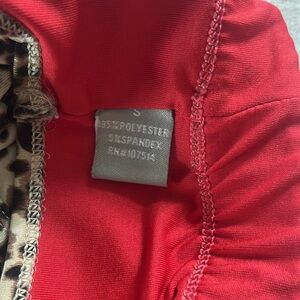 S
95%POLYESTER
5%SPANDEX
RN#107514